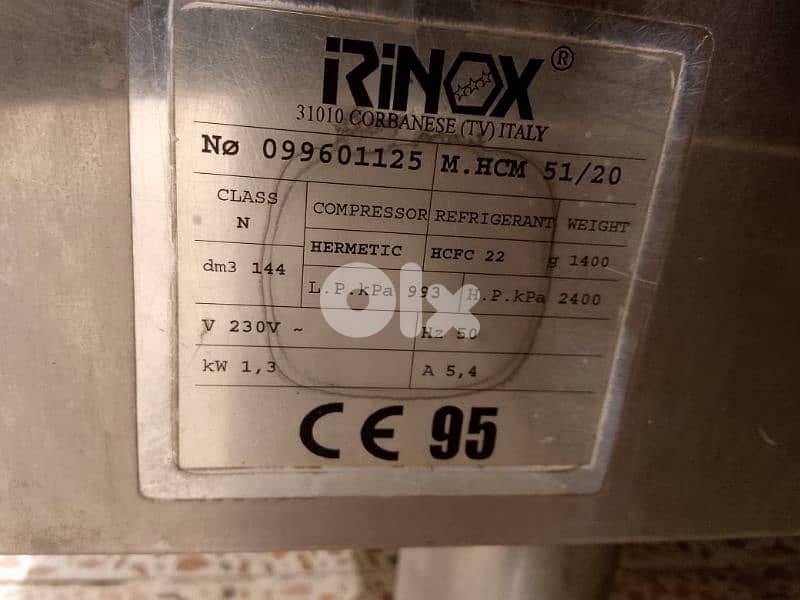 iRiNOX®
31010 CORBANESE (TV) ITALY
Nø 099601125 M.HCM 51/20
CLASS N COMPRESSOR REFRIGERANT WEIGHT
HERMETIC HCFC 22 g 1400
dm3 144 L.P.kPa 993 H.P.kPa 2400
V 230V ~ Hz 50
kW 1,3 A 5,4
CE 95
olx